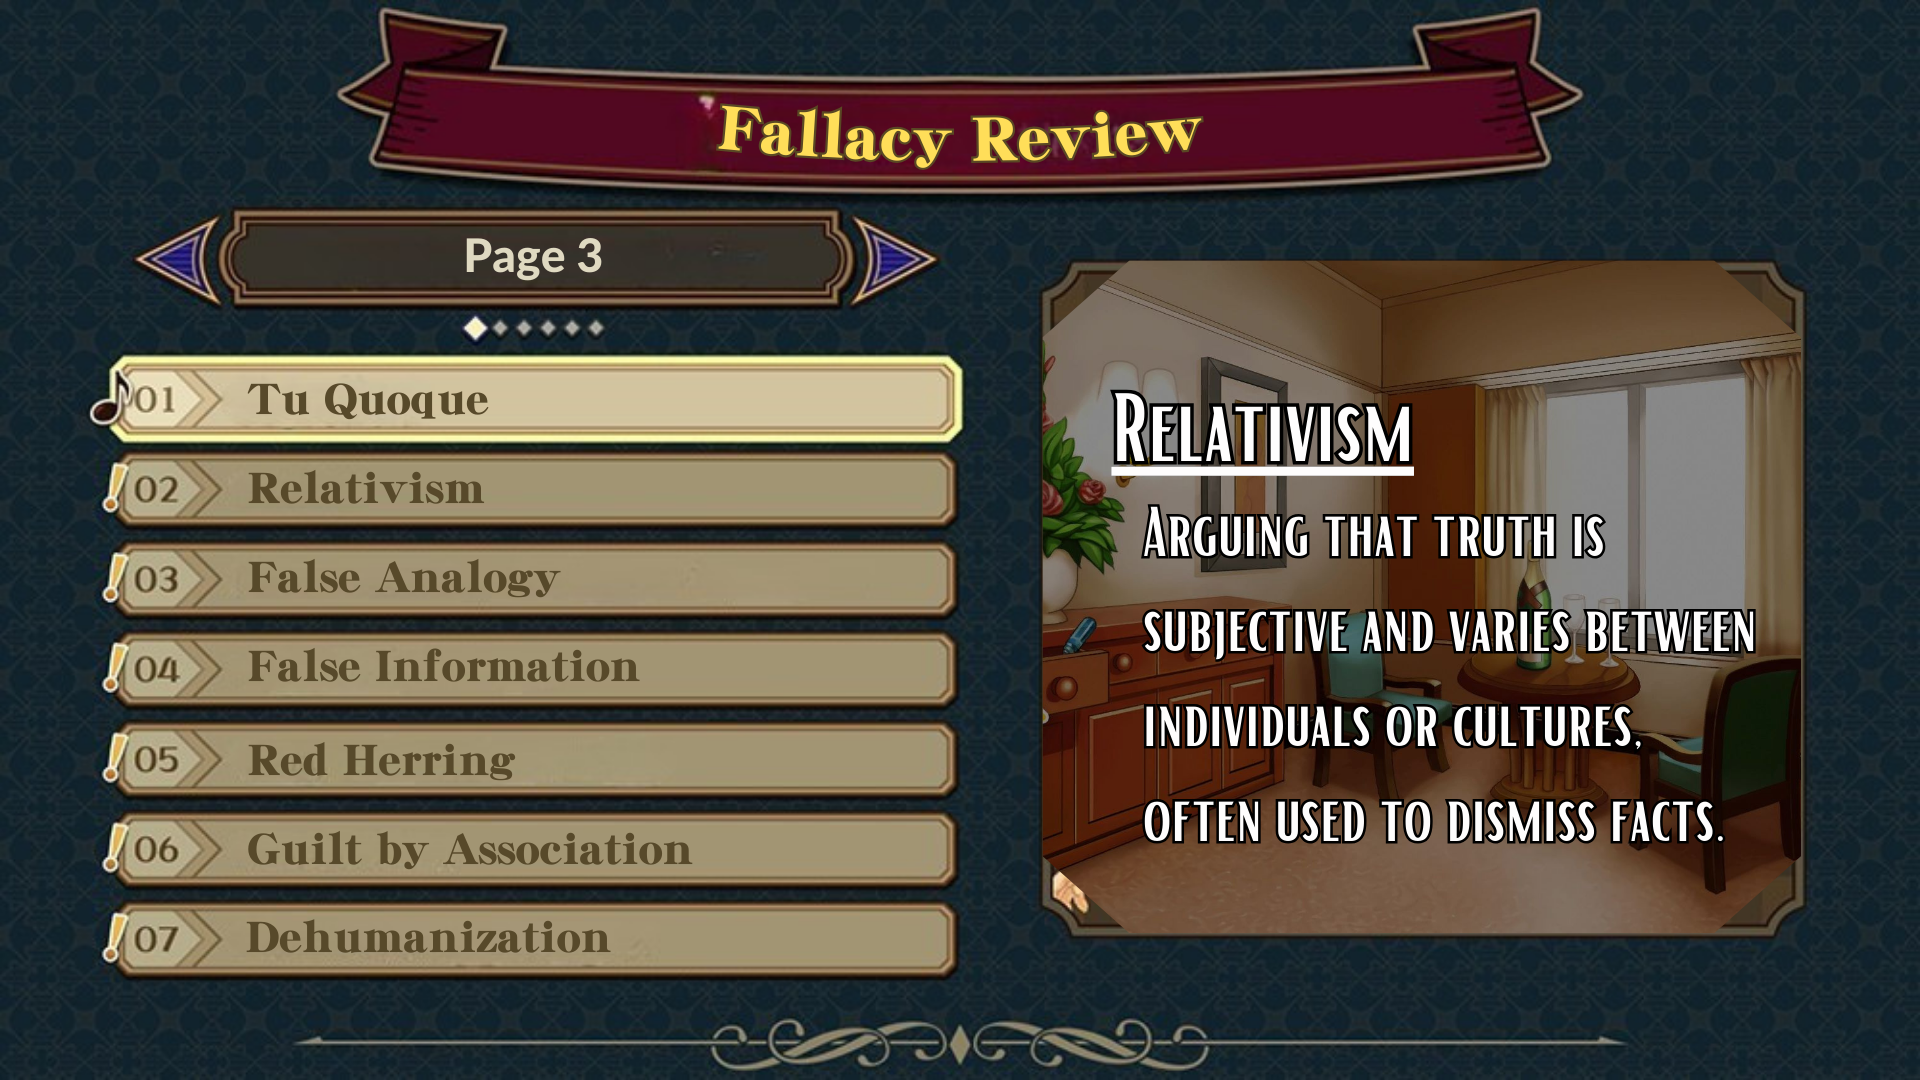 Fallacy Review
Page 3
01 Tu Quoque
02 Relativism
03 False Analogy
04 False Information
05 Red Herring
06 Guilt by Association
07 Dehumanization
Relativism
Arguing that truth is
subjective and varies between
individuals or cultures,
often used to dismiss facts.